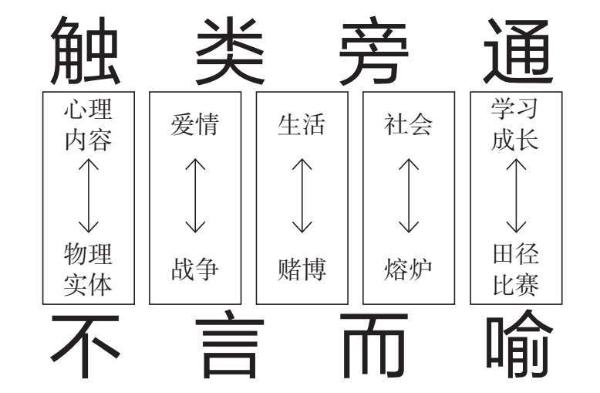 触类旁通
心理
内容
物理
实体
爱情
战争
生活
赌博
社会
熔炉
学习
成长
田径
比赛
不言而喻